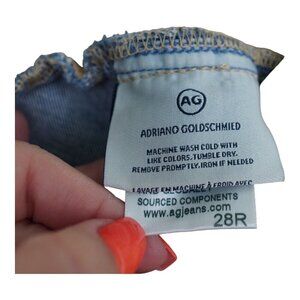 AG
ADRIANO GOLDSCHMIED
MACHINE WASH COLD WITH
LIKE COLORS. TUMBLE DRY.
REMOVE PROMPTLY. IRON IF NEEDED
LAVAGE EN MACHINE À FROID AVEC
SOURCED COMPONENTS
www.agjeans.com
28R